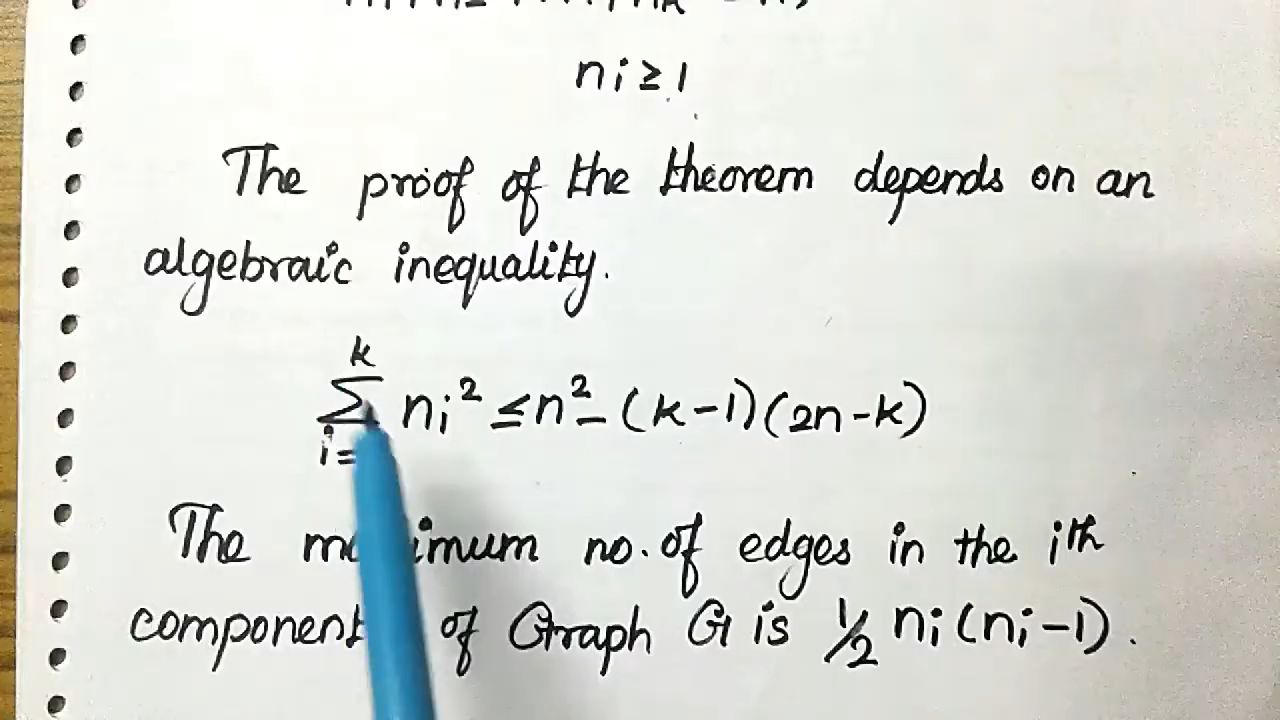 ni ≥ 1
The proof of the theorem depends on an
algebraic inequality.
k
∑ ni² ≤ n² - (k-1)(2n-k)
i=
The maximum no. of edges in the ith
component of Graph G is 1/2 ni (ni-1).